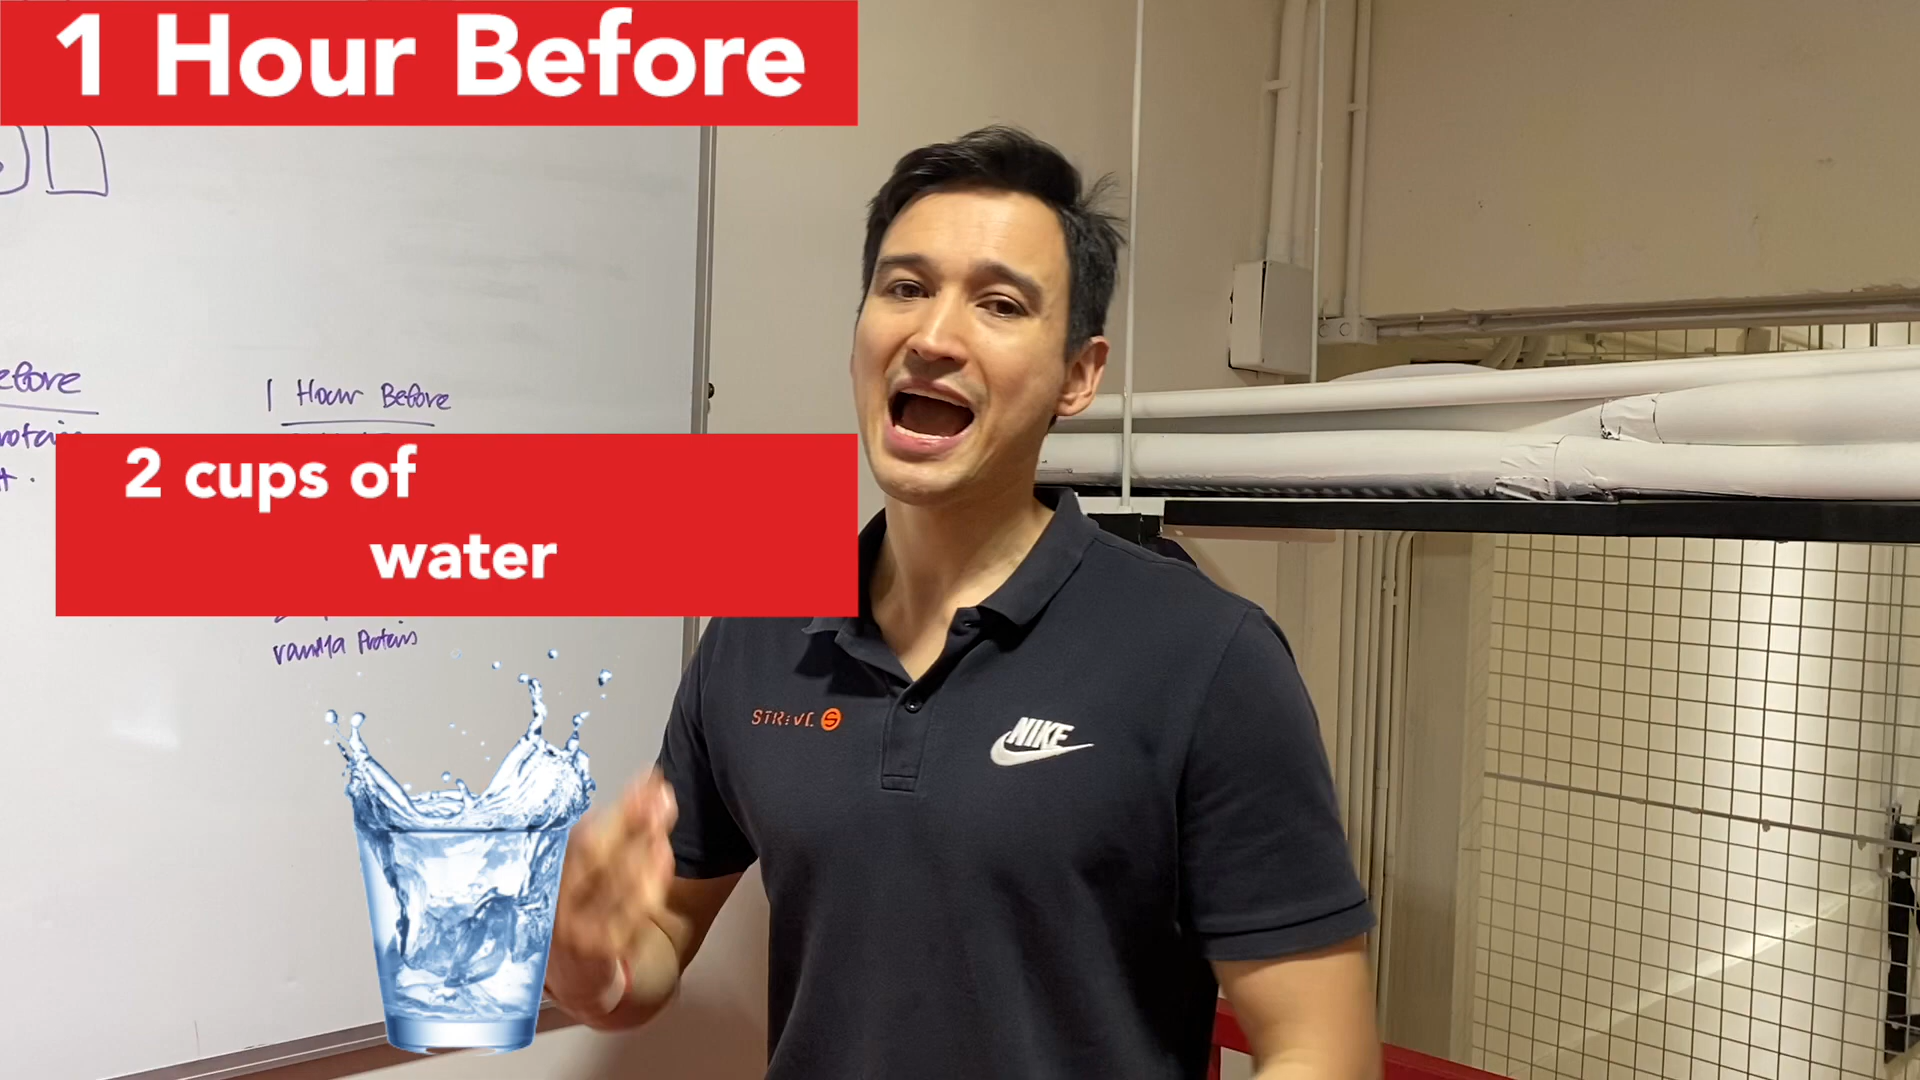 1 Hour Before
1 Hour Before
2 cups of
water
vanilla Protein
STRiVE S
NIKE